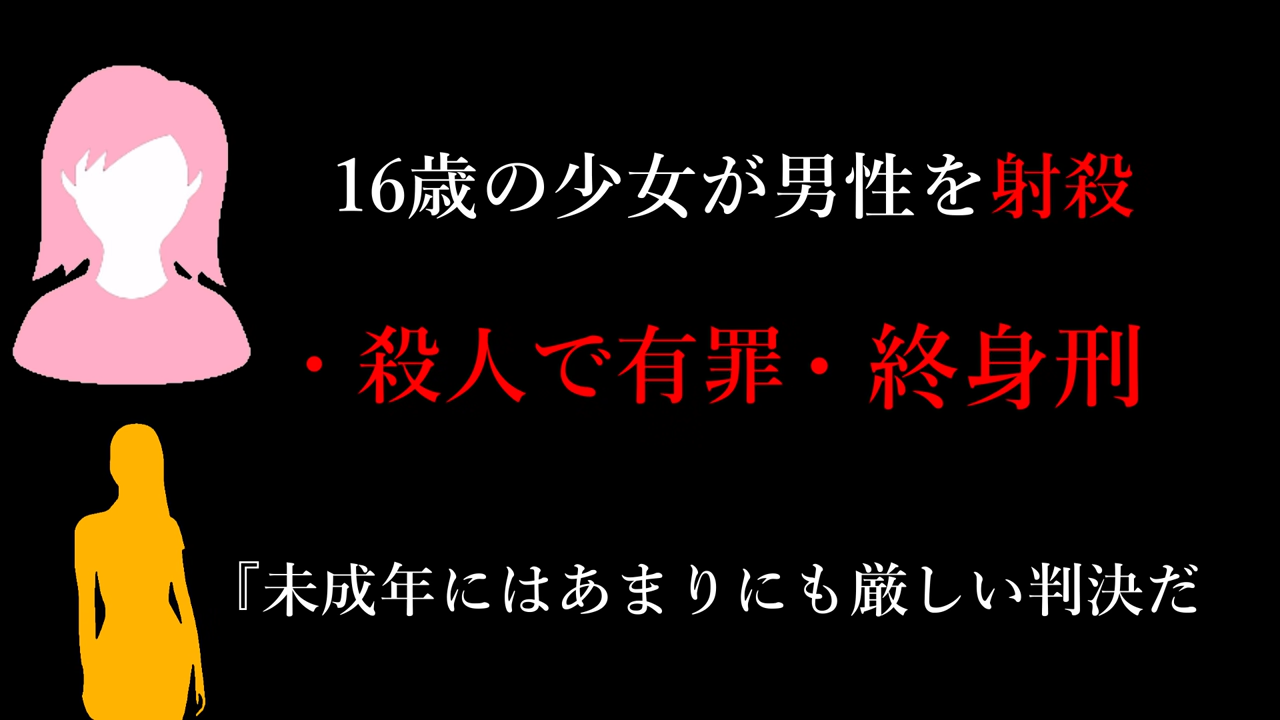 16歳の少女が男性を射殺
・殺人で有罪・終身刑
『未成年にはあまりにも厳しい判決だ